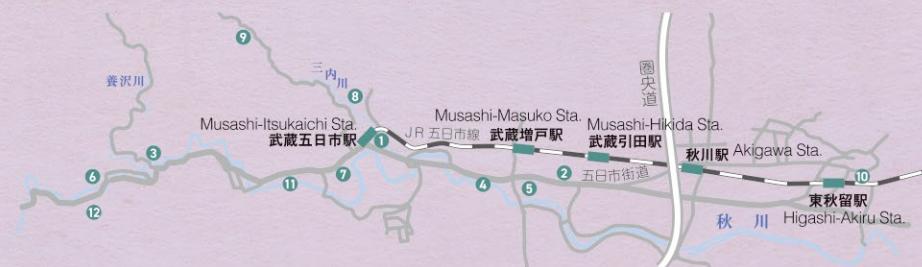 ⑨
養沢川
三内川
⑧
圏央道
Musashi-Itsukaichi Sta.
武蔵五日市駅
①
JR 五日市線
Musashi-Masuko Sta.
武蔵増戸駅
Musashi-Hikida Sta.
武蔵引田駅
秋川駅 Akigawa Sta.
③
⑥
⑫
⑪
⑦
④
⑤
②
五日市街道
⑩
東秋留駅
Higashi-Akiru Sta.
秋川